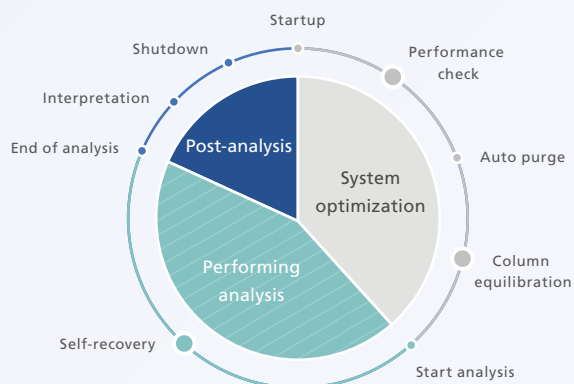 Startup
Performance
check
Auto purge
Column
equilibration
Start analysis
Self-recovery
End of analysis
Interpretation
Shutdown
Post-analysis
System
optimization
Performing
analysis